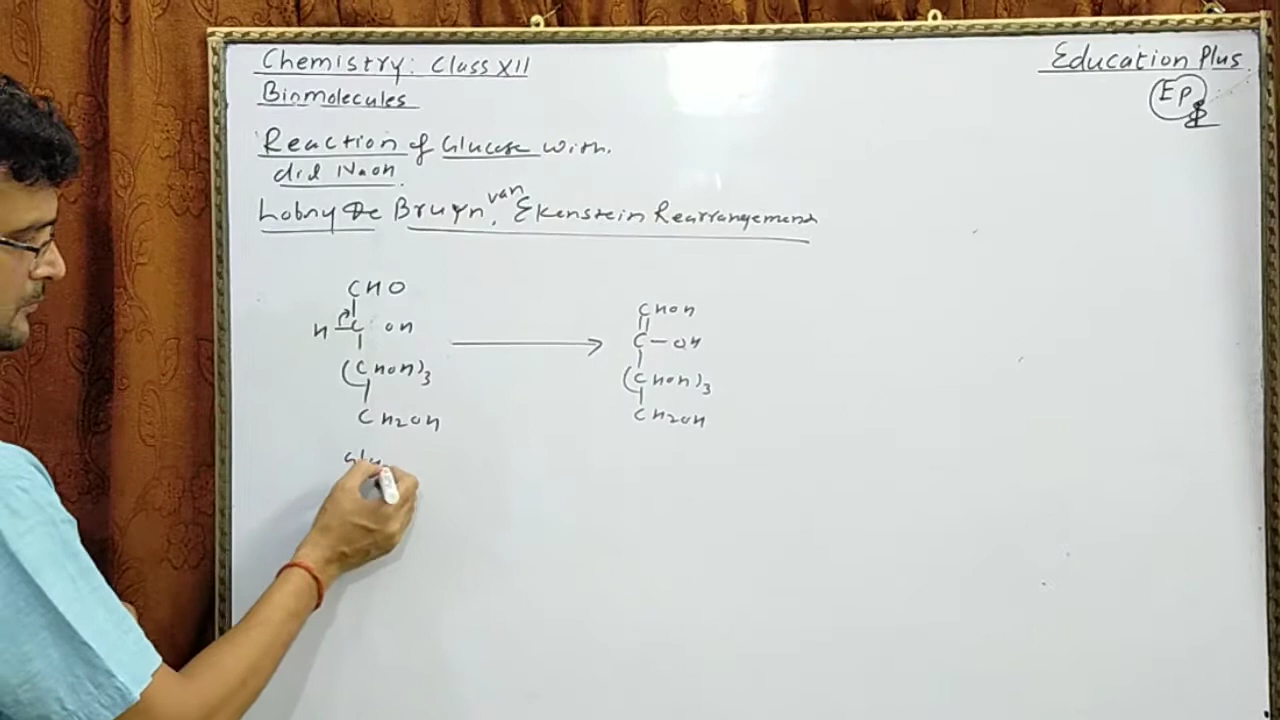 Chemistry: Class XII
Education Plus
EP
Biomolecules
Reaction of Glucose with.
dil NaOH.
Lobry De Bruyn, van Ekenstein Rearrangement
CHO
H C OH
(CHOH)3
CH2OH
Glu
CHOH
C-OH
(CHOH)3
CH2OH